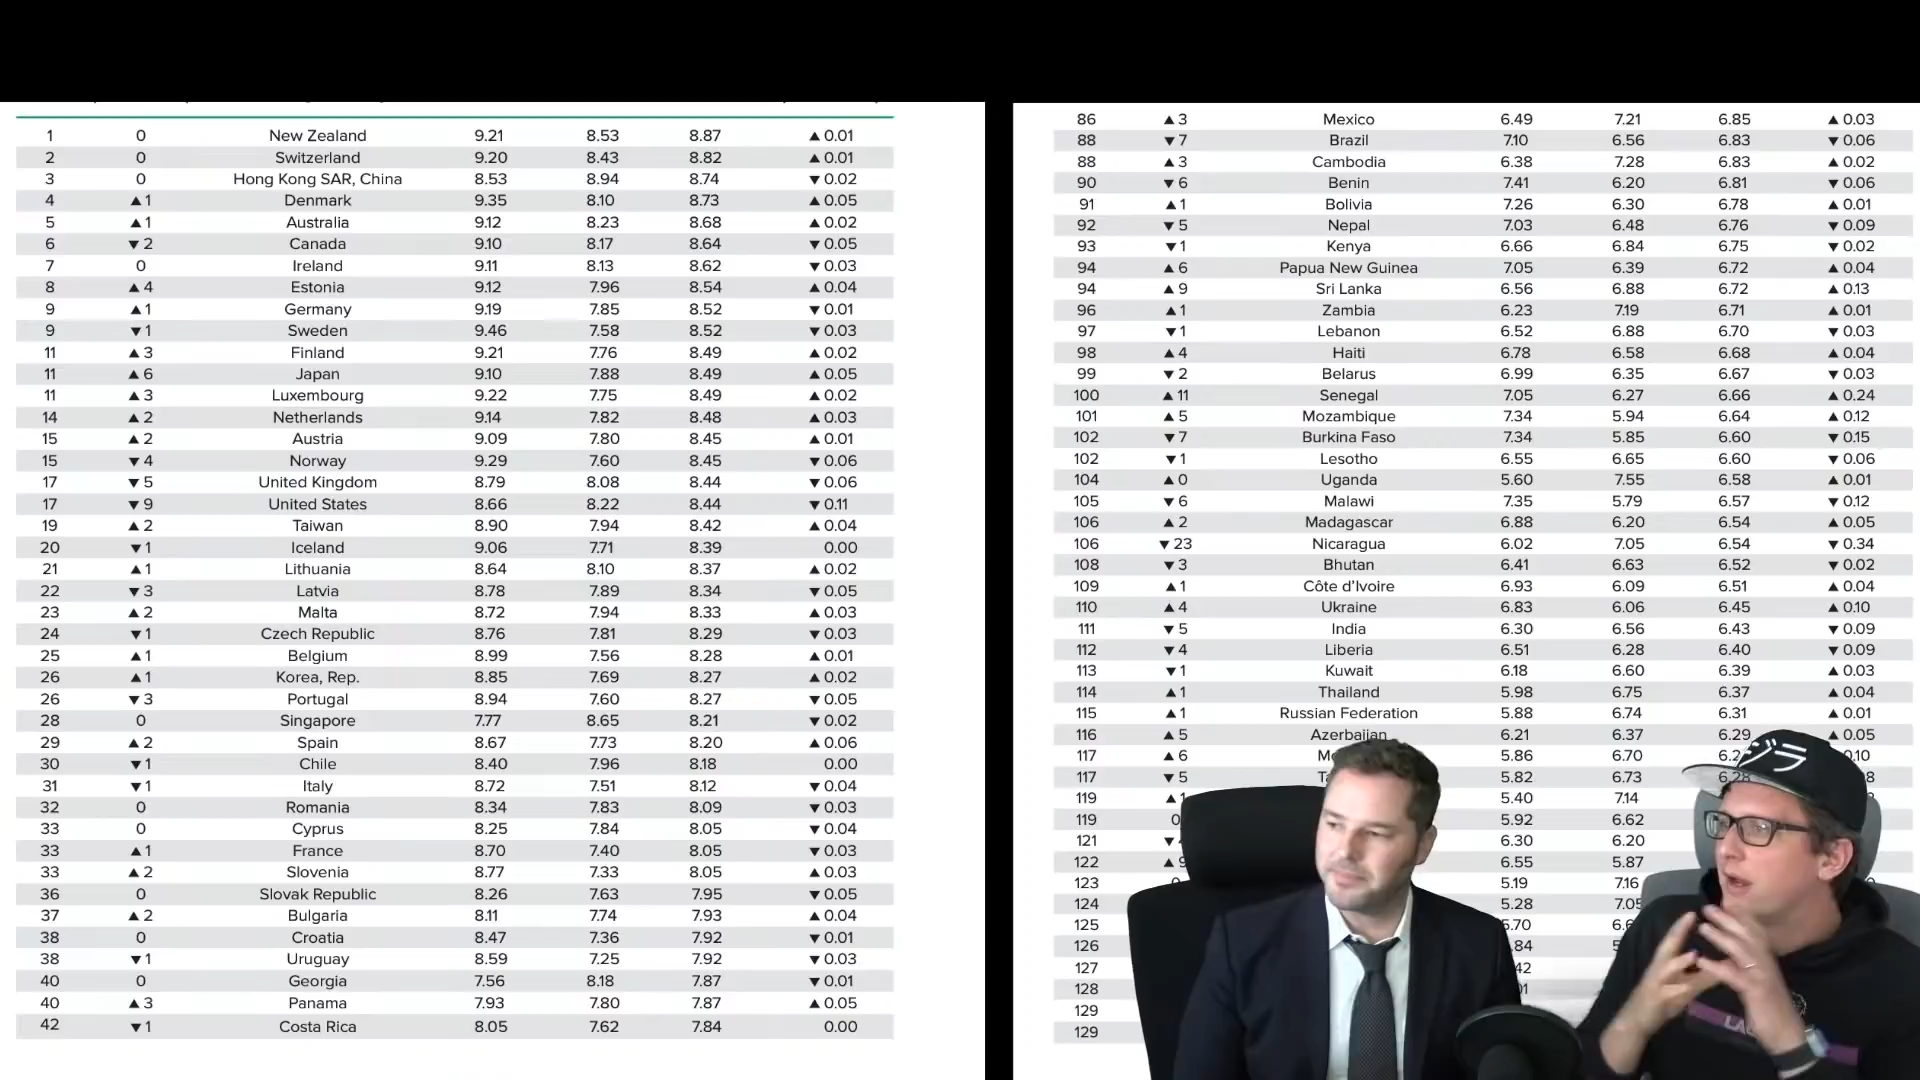 1 0 New Zealand 9.21 8.53 8.87 ▲ 0.01
2 0 Switzerland 9.20 8.43 8.82 ▲ 0.01
3 0 Hong Kong SAR, China 8.53 8.94 8.74 ▼ 0.02
4 ▲ 1 Denmark 9.35 8.10 8.73 ▲ 0.05
5 ▲ 1 Australia 9.12 8.23 8.68 ▲ 0.02
6 ▼ 2 Canada 9.10 8.17 8.64 ▼ 0.05
7 0 Ireland 9.11 8.13 8.62 ▼ 0.03
8 ▲ 4 Estonia 9.12 7.96 8.54 ▲ 0.04
9 ▲ 1 Germany 9.19 7.85 8.52 ▼ 0.01
9 ▼ 1 Sweden 9.46 7.58 8.52 ▼ 0.03
11 ▲ 3 Finland 9.21 7.76 8.49 ▲ 0.02
11 ▲ 6 Japan 9.10 7.88 8.49 ▲ 0.05
11 ▲ 3 Luxembourg 9.22 7.75 8.49 ▲ 0.02
14 ▲ 2 Netherlands 9.14 7.82 8.48 ▲ 0.03
15 ▲ 2 Austria 9.09 7.80 8.45 ▲ 0.01
15 ▼ 4 Norway 9.29 7.60 8.45 ▼ 0.06
17 ▼ 5 United Kingdom 8.79 8.08 8.44 ▼ 0.06
17 ▼ 9 United States 8.66 8.22 8.44 ▼ 0.11
19 ▲ 2 Taiwan 8.90 7.94 8.42 ▲ 0.04
20 ▼ 1 Iceland 9.06 7.71 8.39 0.00
21 ▲ 1 Lithuania 8.64 8.10 8.37 ▲ 0.02
22 ▼ 3 Latvia 8.78 7.89 8.34 ▼ 0.05
23 ▲ 2 Malta 8.72 7.94 8.33 ▲ 0.03
24 ▼ 1 Czech Republic 8.76 7.81 8.29 ▼ 0.03
25 ▲ 1 Belgium 8.99 7.56 8.28 ▲ 0.01
26 ▲ 1 Korea, Rep. 8.85 7.69 8.27 ▲ 0.02
26 ▼ 3 Portugal 8.94 7.60 8.27 ▼ 0.05
28 0 Singapore 7.77 8.65 8.21 ▼ 0.02
29 ▲ 2 Spain 8.67 7.73 8.20 ▲ 0.06
30 ▼ 1 Chile 8.40 7.96 8.18 0.00
31 ▼ 1 Italy 8.72 7.51 8.12 ▼ 0.04
32 0 Romania 8.34 7.83 8.09 ▼ 0.03
33 0 Cyprus 8.25 7.84 8.05 ▼ 0.04
33 ▲ 1 France 8.70 7.40 8.05 ▼ 0.03
33 ▲ 2 Slovenia 8.77 7.33 8.05 ▲ 0.03
36 0 Slovak Republic 8.26 7.63 7.95 ▼ 0.05
37 ▲ 2 Bulgaria 8.11 7.74 7.93 ▲ 0.04
38 0 Croatia 8.47 7.36 7.92 ▼ 0.01
38 ▼ 1 Uruguay 8.59 7.25 7.92 ▼ 0.03
40 0 Georgia 7.56 8.18 7.87 ▼ 0.01
40 ▲ 3 Panama 7.93 7.80 7.87 ▲ 0.05
42 ▼ 1 Costa Rica 8.05 7.62 7.84 0.00
86 ▲ 3 Mexico 6.49 7.21 6.85 ▲ 0.03
88 ▼ 7 Brazil 7.10 6.56 6.83 ▼ 0.06
88 ▲ 3 Cambodia 6.38 7.28 6.83 ▲ 0.02
90 ▼ 6 Benin 7.41 6.20 6.81 ▼ 0.06
91 ▲ 1 Bolivia 7.26 6.30 6.78 ▲ 0.01
92 ▼ 5 Nepal 7.03 6.48 6.76 ▼ 0.09
93 ▼ 1 Kenya 6.66 6.84 6.75 ▼ 0.02
94 ▲ 6 Papua New Guinea 7.05 6.39 6.72 ▲ 0.04
94 ▲ 9 Sri Lanka 6.56 6.88 6.72 ▲ 0.13
96 ▲ 1 Zambia 6.23 7.19 6.71 ▲ 0.01
97 ▼ 1 Lebanon 6.52 6.88 6.70 ▼ 0.03
98 ▲ 4 Haiti 6.78 6.58 6.68 ▲ 0.04
99 ▼ 2 Belarus 6.99 6.35 6.67 ▼ 0.03
100 ▲ 11 Senegal 7.05 6.27 6.66 ▲ 0.24
101 ▲ 5 Mozambique 7.34 5.94 6.64 ▲ 0.12
102 ▼ 7 Burkina Faso 7.34 5.85 6.60 ▼ 0.15
102 ▼ 1 Lesotho 6.55 6.65 6.60 ▼ 0.06
104 ▲ 0 Uganda 5.60 7.55 6.58 ▲ 0.01
105 ▼ 6 Malawi 7.35 5.79 6.57 ▼ 0.12
106 ▲ 2 Madagascar 6.88 6.20 6.54 ▲ 0.05
106 ▼ 23 Nicaragua 6.02 7.05 6.54 ▼ 0.34
108 ▼ 3 Bhutan 6.41 6.63 6.52 ▼ 0.02
109 ▲ 1 Côte d’Ivoire 6.93 6.09 6.51 ▲ 0.04
110 ▲ 4 Ukraine 6.83 6.06 6.45 ▲ 0.10
111 ▼ 5 India 6.30 6.56 6.43 ▼ 0.09
112 ▼ 4 Liberia 6.51 6.28 6.40 ▼ 0.09
113 ▼ 1 Kuwait 6.18 6.60 6.39 ▲ 0.03
114 ▲ 1 Thailand 5.98 6.75 6.37 ▲ 0.04
115 ▲ 1 Russian Federation 5.88 6.74 6.31 ▲ 0.01
116 ▲ 5 Azerbaijan 6.21 6.37 6.29 ▲ 0.05
117 ▲ 6 5.86 6.70
117 ▼ 5 5.82 6.73 6.28
119 ▲ 1 5.40 7.14
119 0 5.92 6.62
121 ▼ 6.30 6.20
122 ▲ 9 6.55 5.87
123 5.19 7.16
124 5.28 7.05
125
126
127
128
129
129
ジラ